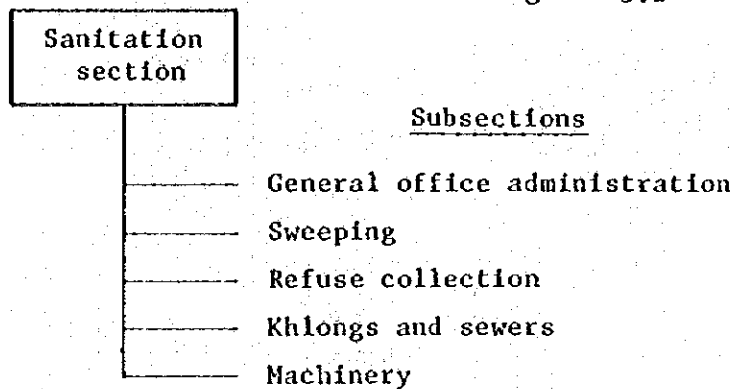 Sanitation
section
Subsections
General office administration
Sweeping
Refuse collection
Khlongs and sewers
Machinery